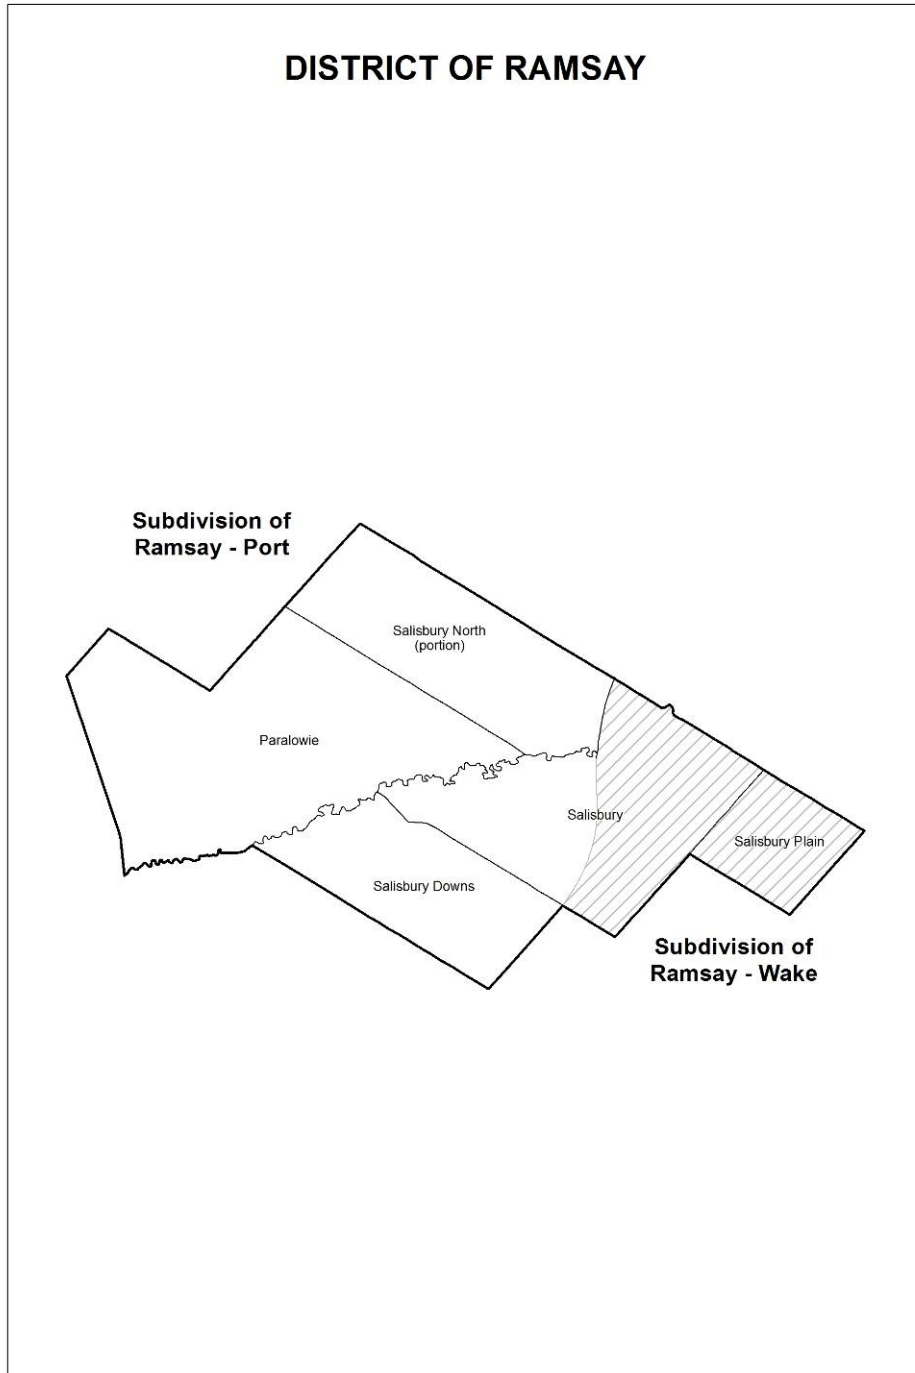 DISTRICT OF RAMSAY
Subdivision of
Ramsay - Port
Salisbury North
(portion)
Paralowie
Salisbury
Salisbury Plain
Salisbury Downs
Subdivision of
Ramsay - Wake